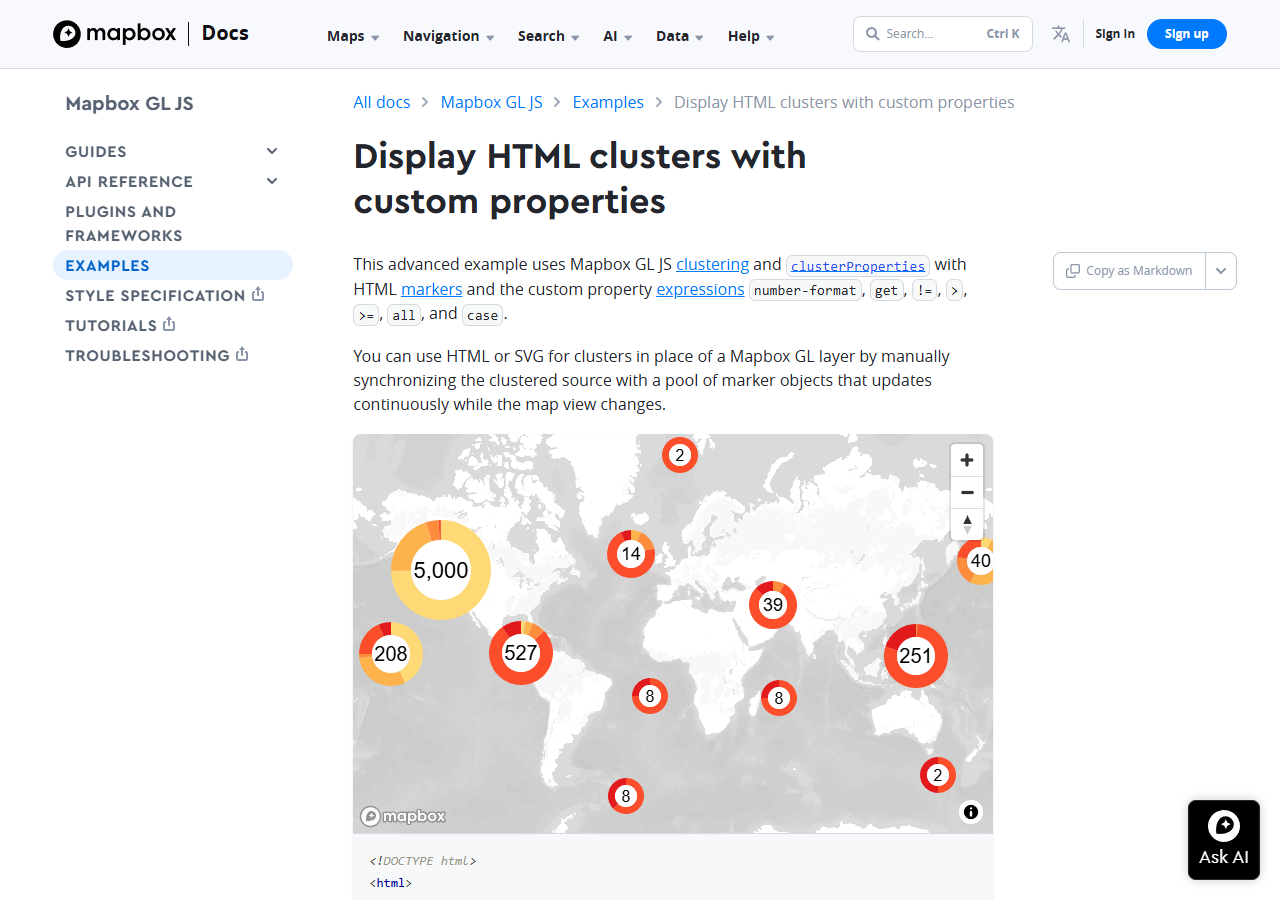 mapbox Docs
Maps Navigation Search AI Data Help
Search... Ctrl K
Sign in Sign up
Mapbox GL JS
GUIDES
API REFERENCE
PLUGINS AND
FRAMEWORKS
EXAMPLES
STYLE SPECIFICATION
TUTORIALS
TROUBLESHOOTING
All docs Mapbox GL JS Examples Display HTML clusters with custom properties
Display HTML clusters with
custom properties
This advanced example uses Mapbox GL JS clustering and clusterProperties with
HTML markers and the custom property expressions number-format, get, !=, >,
>=, all, and case.
Copy as Markdown
You can use HTML or SVG for clusters in place of a Mapbox GL layer by manually
synchronizing the clustered source with a pool of marker objects that updates
continuously while the map view changes.
2
14
40
5,000
39
208
527
251
8
8
2
8
mapbox
<!DOCTYPE html>
<html>
Ask AI